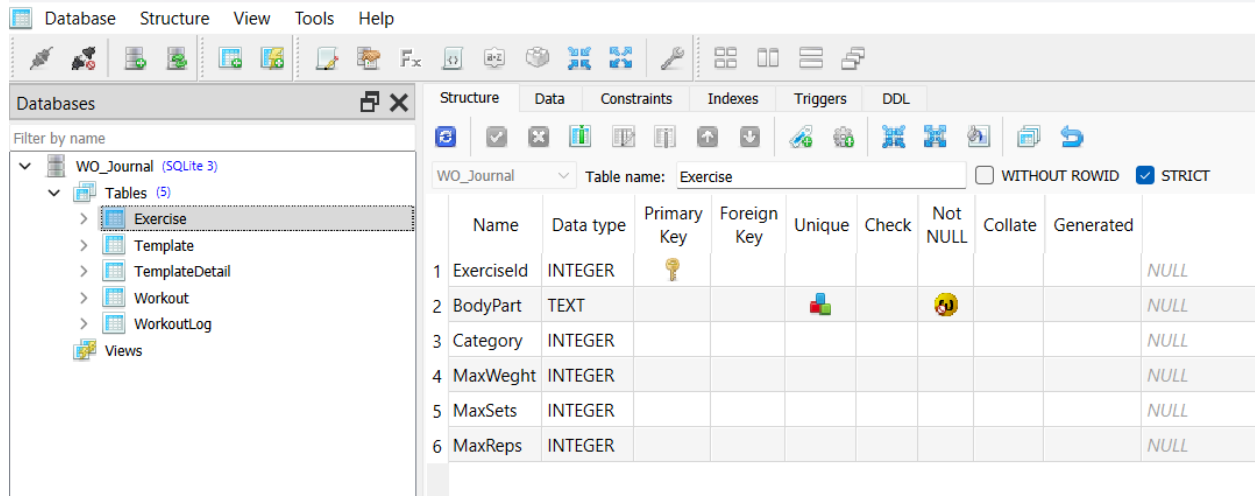 Database Structure View Tools Help
Fx a-z
Databases
Filter by name
WO_Journal (SQLite 3)
Tables (5)
Exercise
Template
TemplateDetail
Workout
WorkoutLog
Views
Structure Data Constraints Indexes Triggers DDL
WO_Journal Table name: Exercise WITHOUT ROWID STRICT
Name Data type Primary Key Foreign Key Unique Check Not NULL Collate Generated
1 ExerciseId INTEGER NULL
2 BodyPart TEXT NULL
3 Category INTEGER NULL
4 MaxWeght INTEGER NULL
5 MaxSets INTEGER NULL
6 MaxReps INTEGER NULL